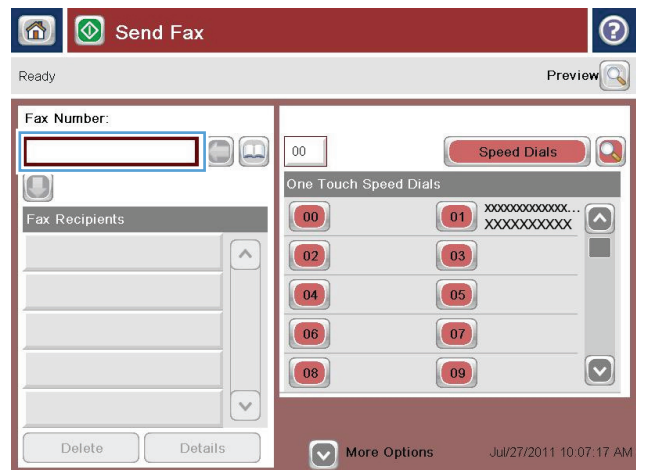 Send Fax
Ready
Preview
Fax Number:
00
Speed Dials
One Touch Speed Dials
Fax Recipients
00
01 XXXXXXXXXXXX...
XXXXXXXXXX
02
03
04
05
06
07
08
09
Delete
Details
More Options
Jul/27/2011 10:07:17 AM